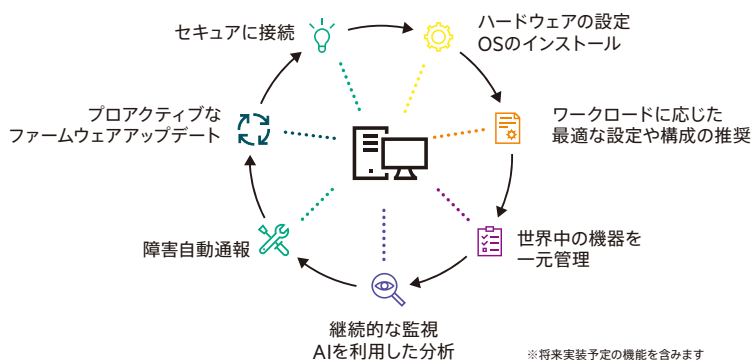 セキュアに接続
ハードウェアの設定
OSのインストール
プロアクティブな
ファームウェアアップデート
ワークロードに応じた
最適な設定や構成の推奨
障害自動通報
世界中の機器を
一元管理
継続的な監視
AIを利用した分析
※将来実装予定の機能を含みます